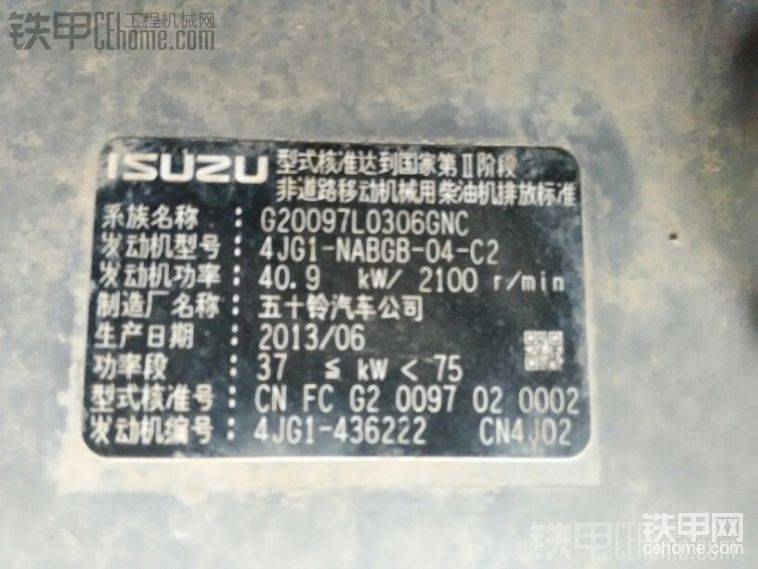 铁甲 工程机械网
CEhome.com
ISUZU 型式核准达到国家第Ⅱ阶段
非道路移动机械用柴油机排放标准
系族名称 : G20097L0306GNC
发动机型号 : 4JG1-NABGB-04-C2
发动机功率 : 40.9 kW/ 2100 r/min
制造厂名称 : 五十铃汽车公司
生产日期 : 2013/06
功率段 : 37 ≤ kW < 75
型式核准号 : CN FC G2 0097 02 0002
发动机编号 : 4JG1-436222 CN4J02
铁甲网
cehome.com